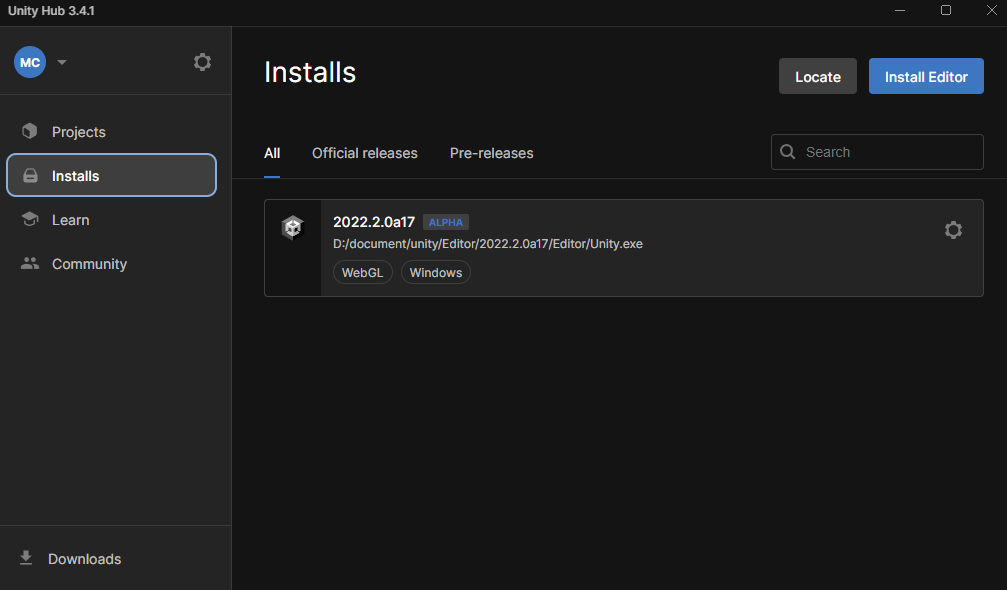 Unity Hub 3.4.1
MC
Projects
Installs
Learn
Community
Downloads
Installs
Locate
Install Editor
All
Official releases
Pre-releases
Search
2022.2.0a17 ALPHA
D:/document/unity/Editor/2022.2.0a17/Editor/Unity.exe
WebGL
Windows